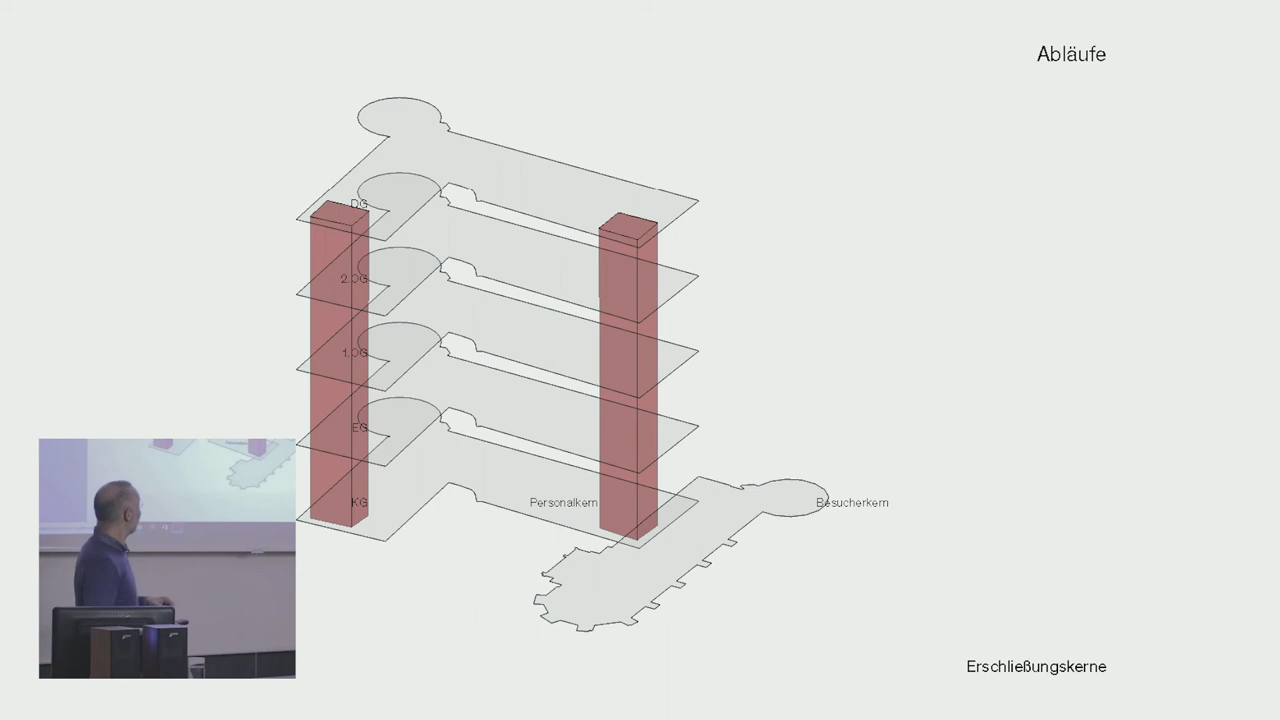 Abläufe
DG
2.OG
1.OG
EG
KG
Personalkern
Besucherkern
Erschließungskerne